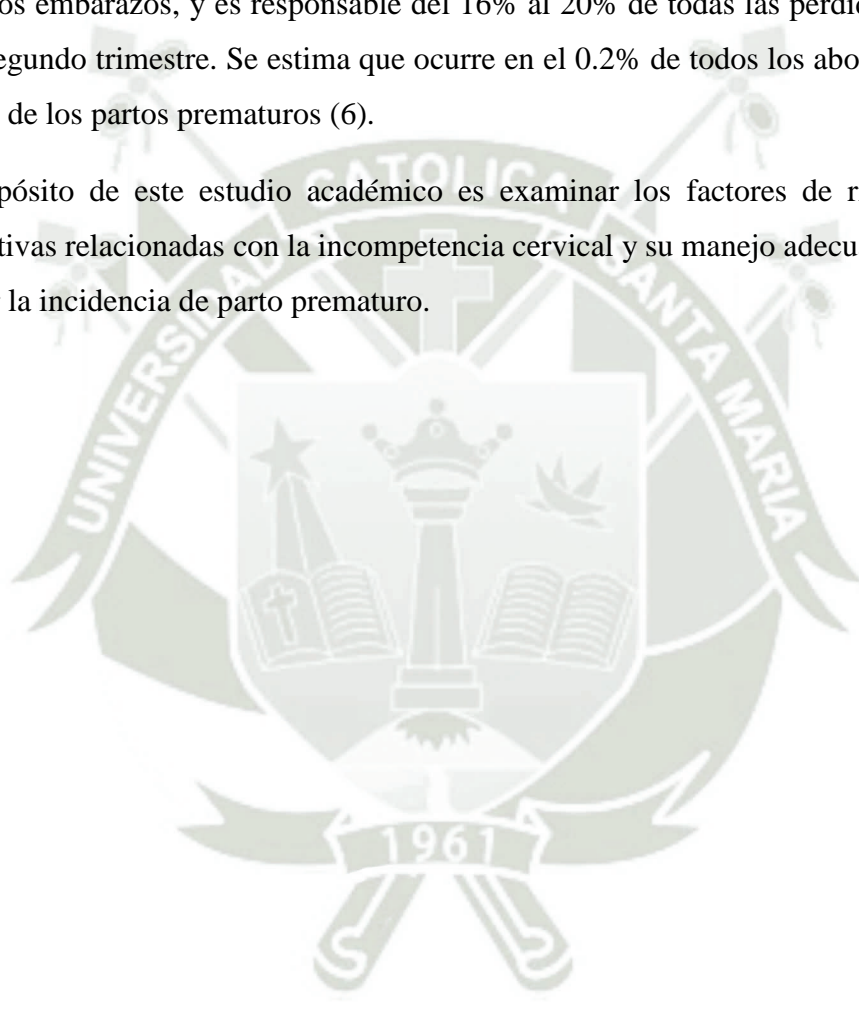 os embarazos, y es responsable del 16% al 20% de todas las pérdid
egundo trimestre. Se estima que ocurre en el 0.2% de todos los abo
de los partos prematuros (6).
pósito de este estudio académico es examinar los factores de r
tivas relacionadas con la incompetencia cervical y su manejo adecu
la incidencia de parto prematuro.
UNIVERSIDAD CATOLICA SANTA MARIA
1961